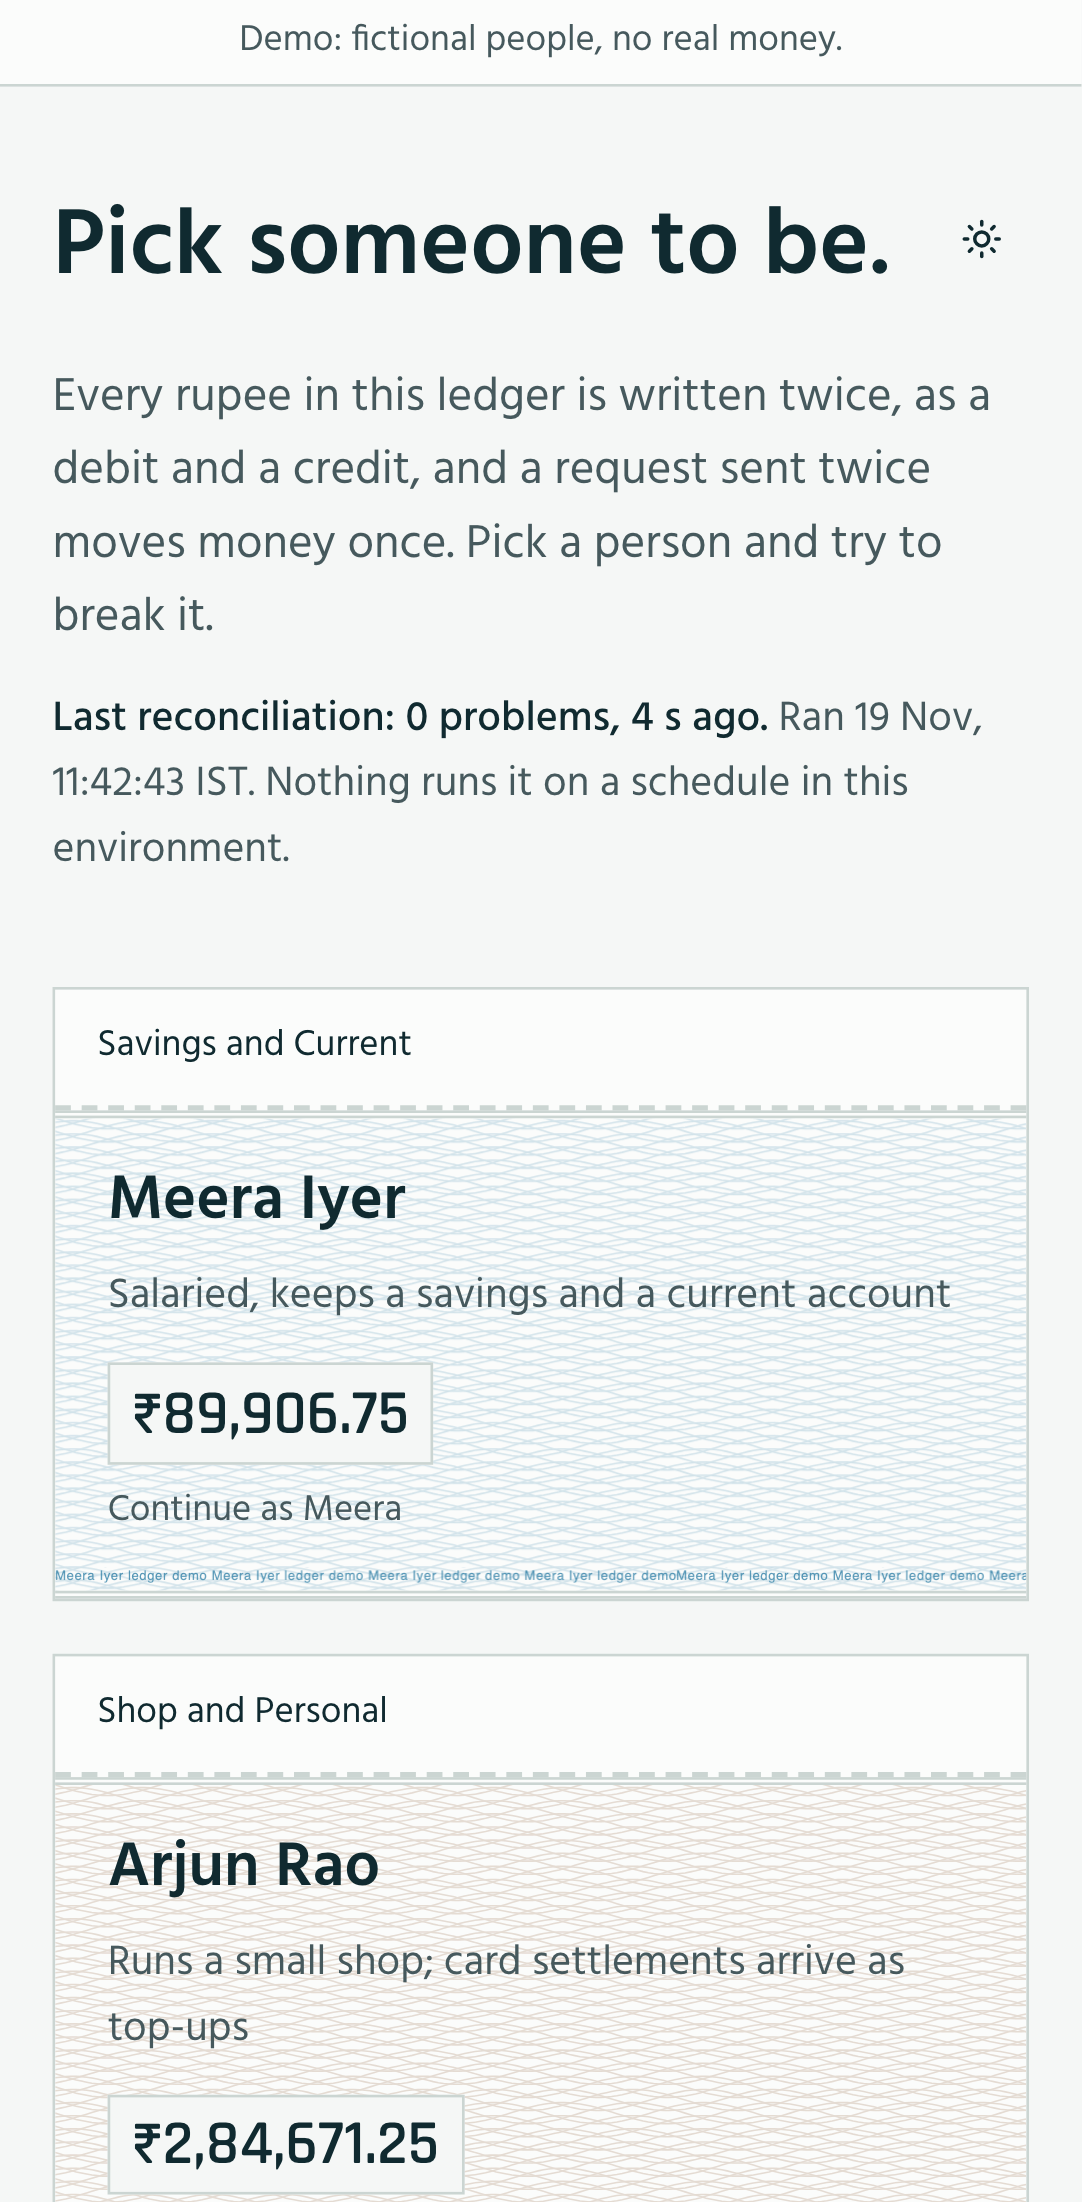 Demo: fictional people, no real money.
Pick someone to be.
Every rupee in this ledger is written twice, as a
debit and a credit, and a request sent twice
moves money once. Pick a person and try to
break it.
Last reconciliation: 0 problems, 4 s ago. Ran 19 Nov,
11:42:43 IST. Nothing runs it on a schedule in this
environment.
Savings and Current
Meera Iyer
Salaried, keeps a savings and a current account
₹89,906.75
Continue as Meera
Meera Iyer ledger demo Meera Iyer ledger demo Meera Iyer ledger demo Meera Iyer ledger demoMeera Iyer ledger demo Meera Iyer ledger demo Meera
Shop and Personal
Arjun Rao
Runs a small shop; card settlements arrive as
top-ups
₹2,84,671.25